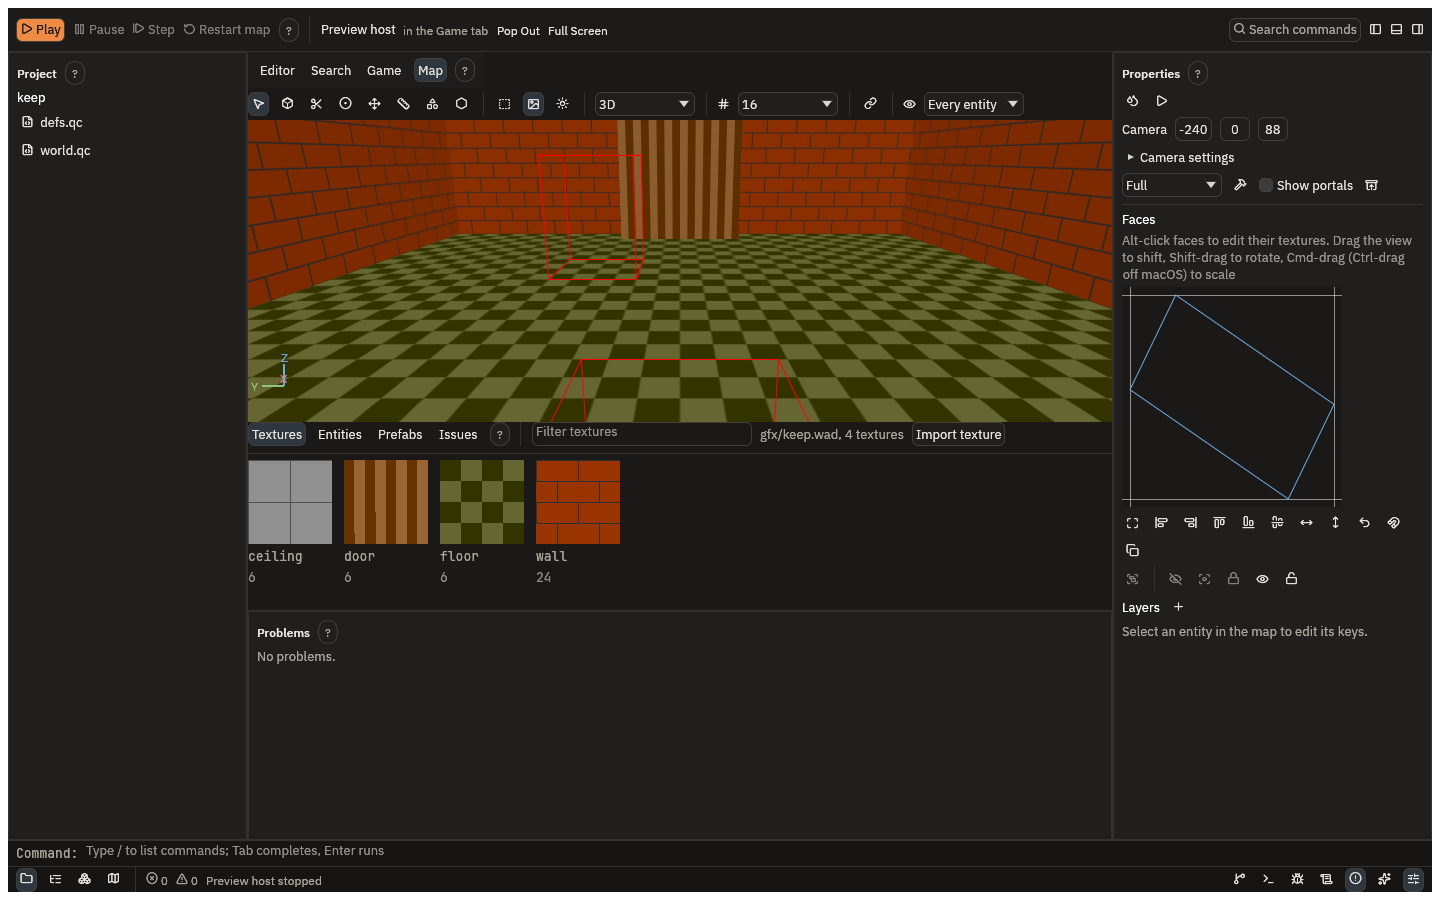 Play Pause Step Restart map ? Preview host in the Game tab Pop Out Full Screen Search commands
Project ?
keep
defs.qc
world.qc
Editor Search Game Map ?
3D # 16 Every entity
Z
Y X
Textures Entities Prefabs Issues ? Filter textures gfx/keep.wad, 4 textures Import texture
ceiling door floor wall
6 6 6 24
Problems ?
No problems.
Properties ?
Camera -240 0 88
Camera settings
Full Show portals
Faces
Alt-click faces to edit their textures. Drag the view
to shift, Shift-drag to rotate, Cmd-drag (Ctrl-drag
off macOS) to scale
Layers +
Select an entity in the map to edit its keys.
Command: Type / to list commands; Tab completes, Enter runs
0 0 Preview host stopped